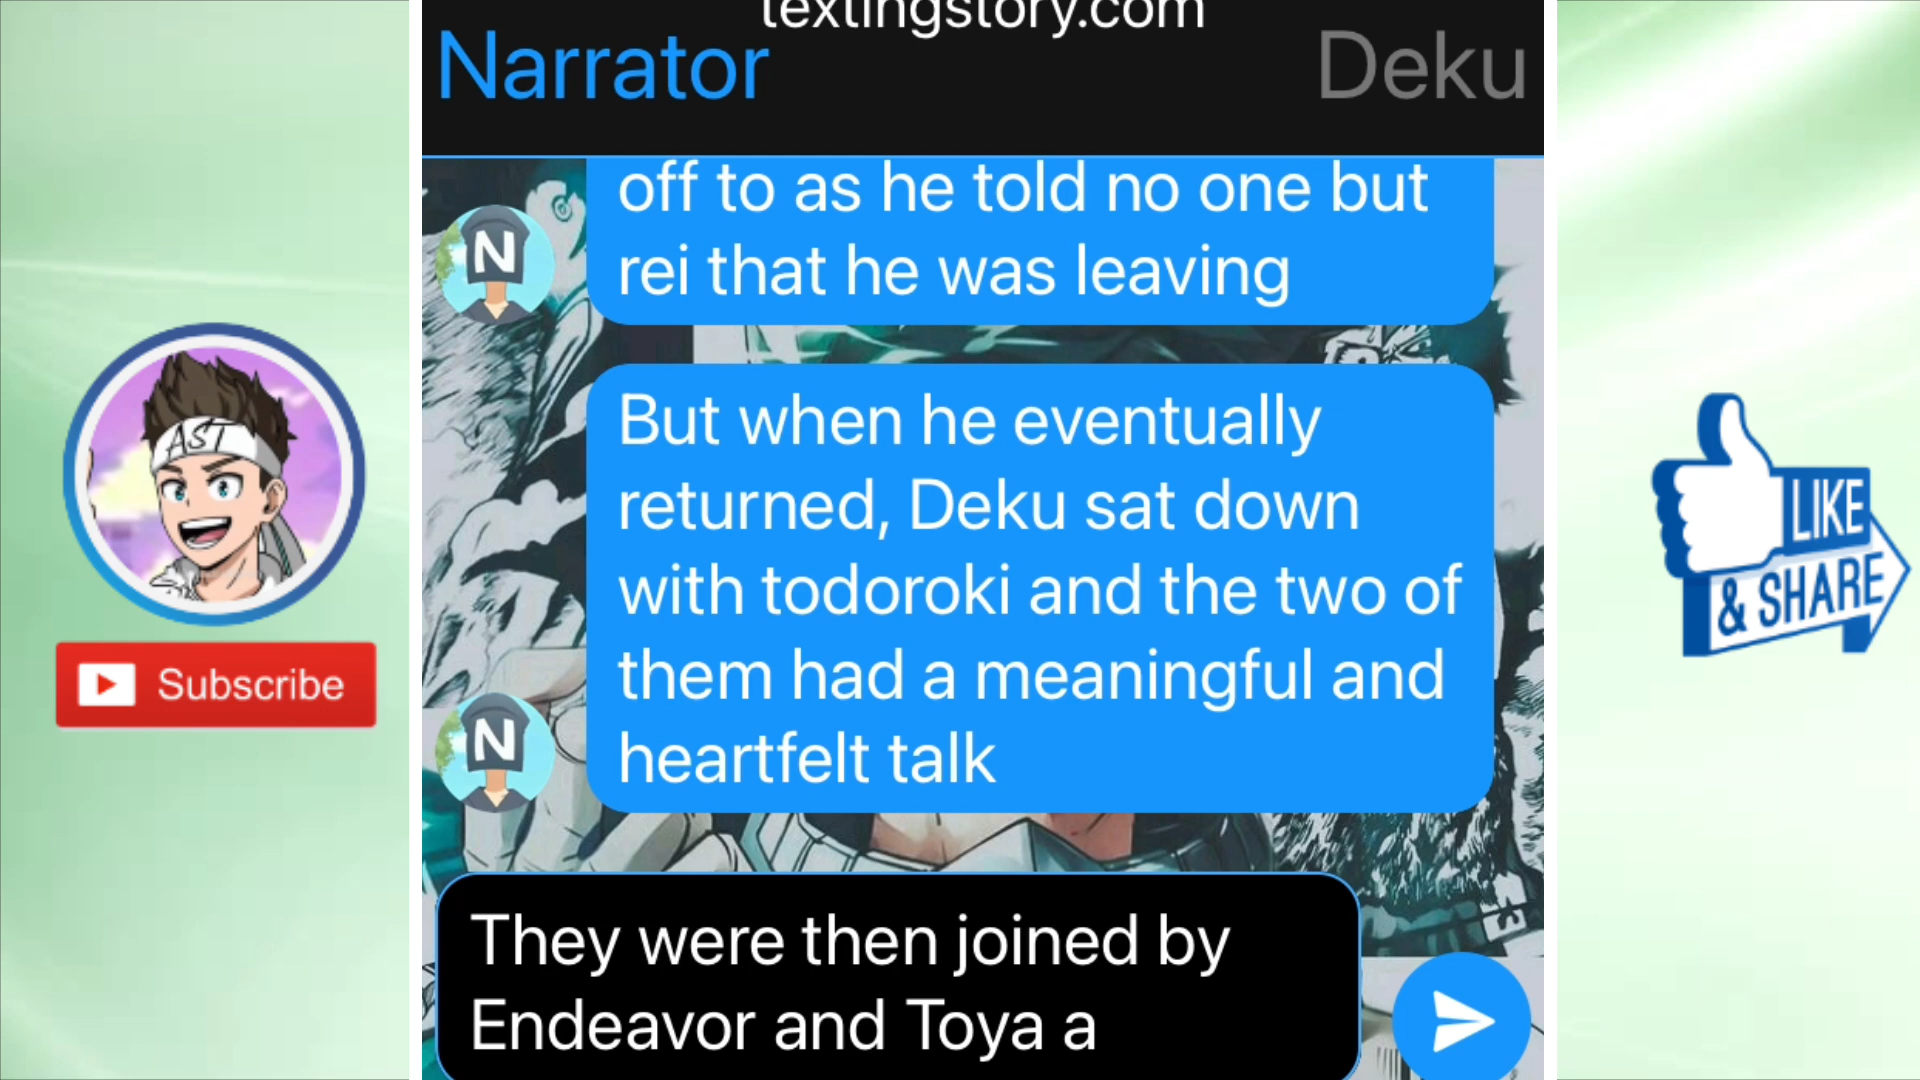 textingstory.com
Narrator
Deku
off to as he told no one but
rei that he was leaving
N
But when he eventually
returned, Deku sat down
with todoroki and the two of
them had a meaningful and
heartfelt talk
N
They were then joined by
Endeavor and Toya a
AST
Subscribe
LIKE
& SHARE